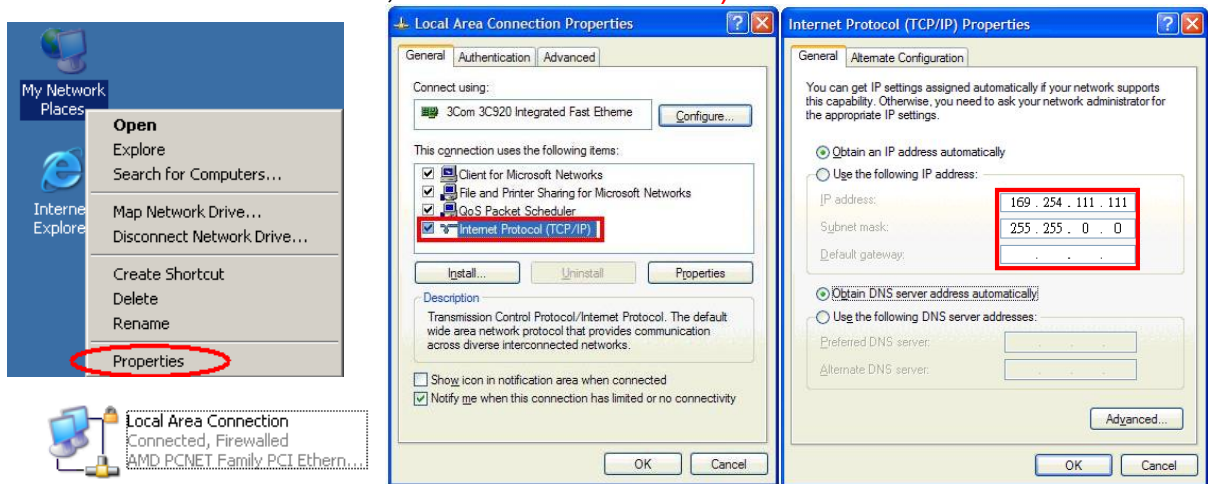 My Network
Places
Open
Explore
Search for Computers...
Map Network Drive...
Disconnect Network Drive...
Create Shortcut
Delete
Rename
Properties
Interne
Explore
Local Area Connection
Connected, Firewalled
AMD PCNET Family PCI Ethern...
Local Area Connection Properties
General Authentication Advanced
Connect using:
3Com 3C920 Integrated Fast Etherne
Configure...
This connection uses the following items:
Client for Microsoft Networks
File and Printer Sharing for Microsoft Networks
QoS Packet Scheduler
Internet Protocol (TCP/IP)
Install... Uninstall Properties
Description
Transmission Control Protocol/Internet Protocol. The default
wide area network protocol that provides communication
across diverse interconnected networks.
Show icon in notification area when connected
Notify me when this connection has limited or no connectivity
OK Cancel
Internet Protocol (TCP/IP) Properties
General Alternate Configuration
You can get IP settings assigned automatically if your network supports
this capability. Otherwise, you need to ask your network administrator for
the appropriate IP settings.
Obtain an IP address automatically
Use the following IP address:
IP address: 169 . 254 . 111 . 111
Subnet mask: 255 . 255 . 0 . 0
Default gateway: . . .
Obtain DNS server address automatically
Use the following DNS server addresses:
Preferred DNS server: . . .
Alternate DNS server: . . .
Advanced...
OK Cancel